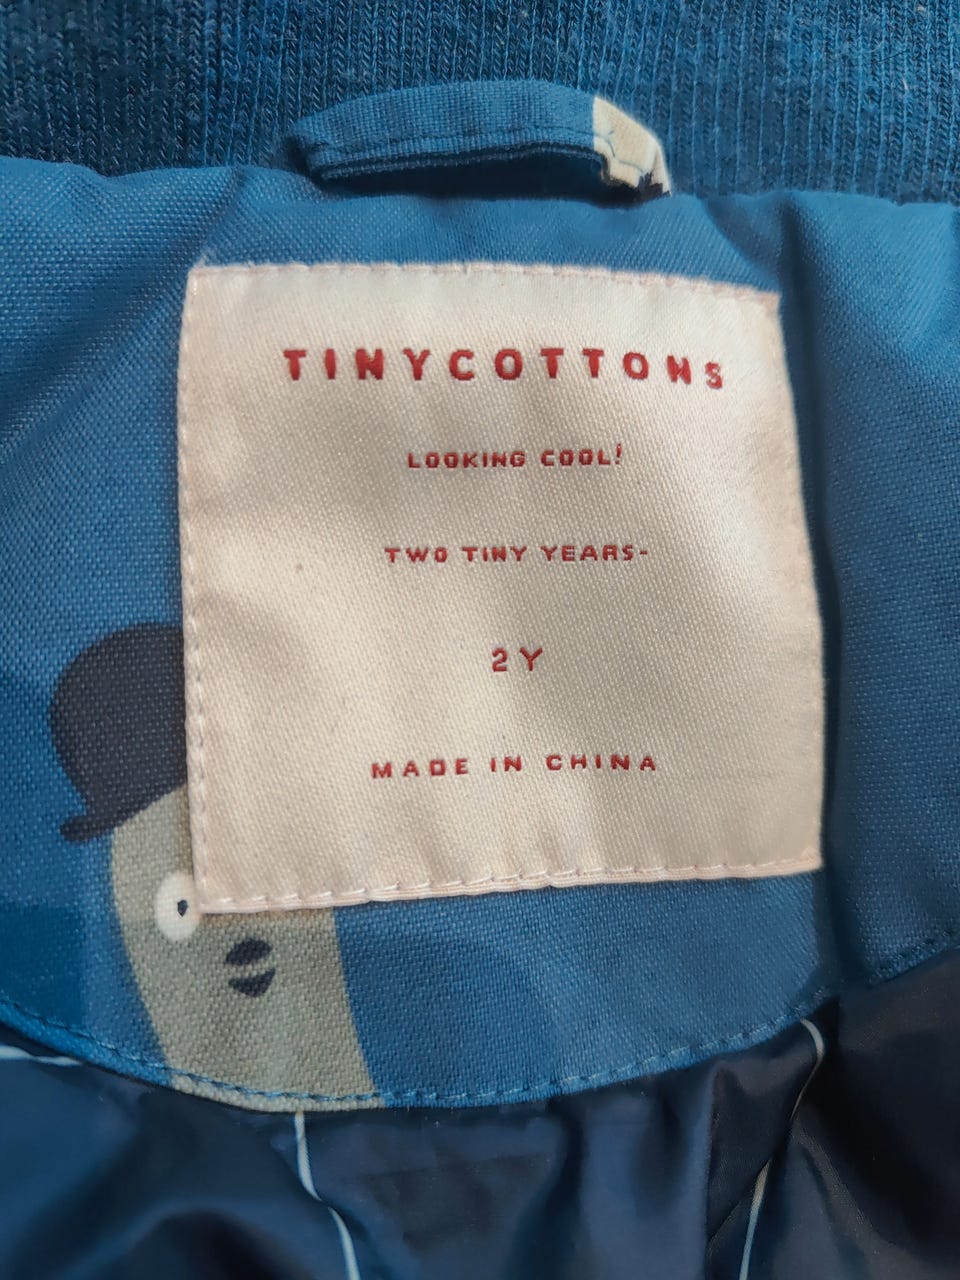 TINYCOTTONS
LOOKING COOL!
TWO TINY YEARS-
2Y
MADE IN CHINA